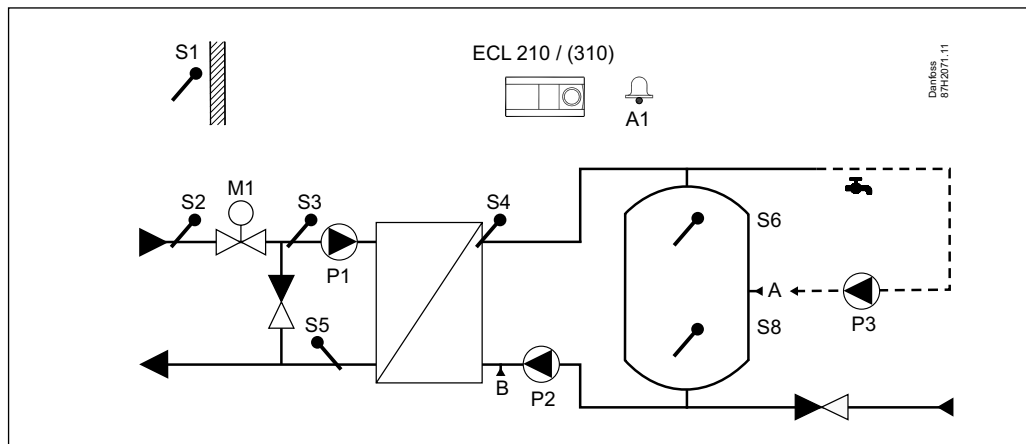 S1
ECL 210 / (310)
A1
Danfoss
87H2071.11
S2
M1
S3
P1
S4
S6
A
P3
S5
S8
B
P2